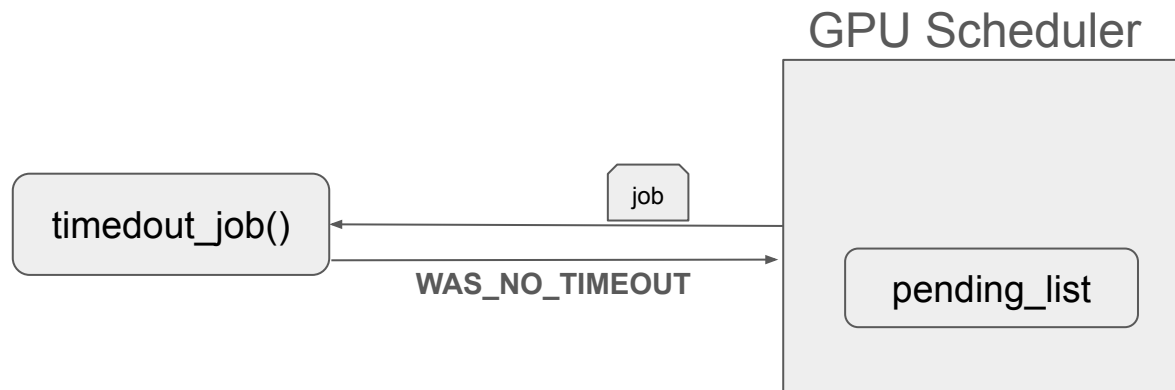 GPU Scheduler
job
timedout_job()
WAS_NO_TIMEOUT
pending_list